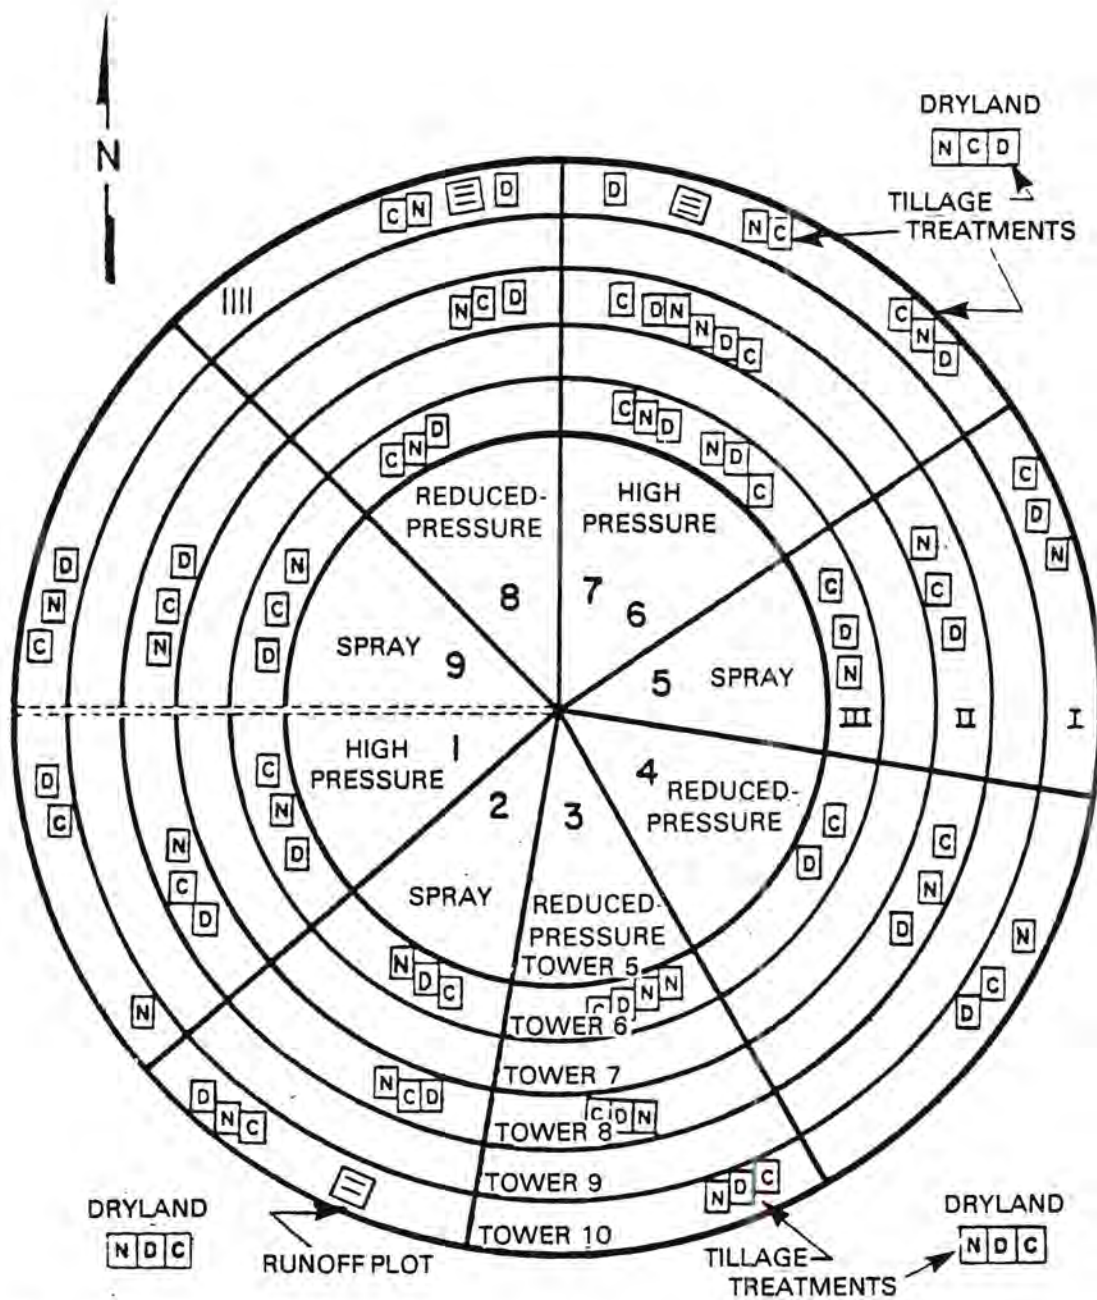 N
DRYLAND
N C D
TILLAGE
TREATMENTS
C N D
D
N C
C N D
N C D
C D N N D C
C N D
C N D
N D C
C D N
REDUCED-
PRESSURE
HIGH
PRESSURE
8
7
6
N C D
C D N
D N C
D C N
N C D
SPRAY
9
5
SPRAY
III
II
I
HIGH
PRESSURE
1
2
3
4
REDUCED-
PRESSURE
D C
C N D
N C D
C D
C N D
N C D
SPRAY
REDUCED-
PRESSURE
TOWER 5
N D C
C D N N
TOWER 6
N
TOWER 7
N C D
C D N
TOWER 8
D N C
TOWER 9
N D C
TOWER 10
DRYLAND
N D C
RUNOFF PLOT
TILLAGE
TREATMENTS
DRYLAND
N D C